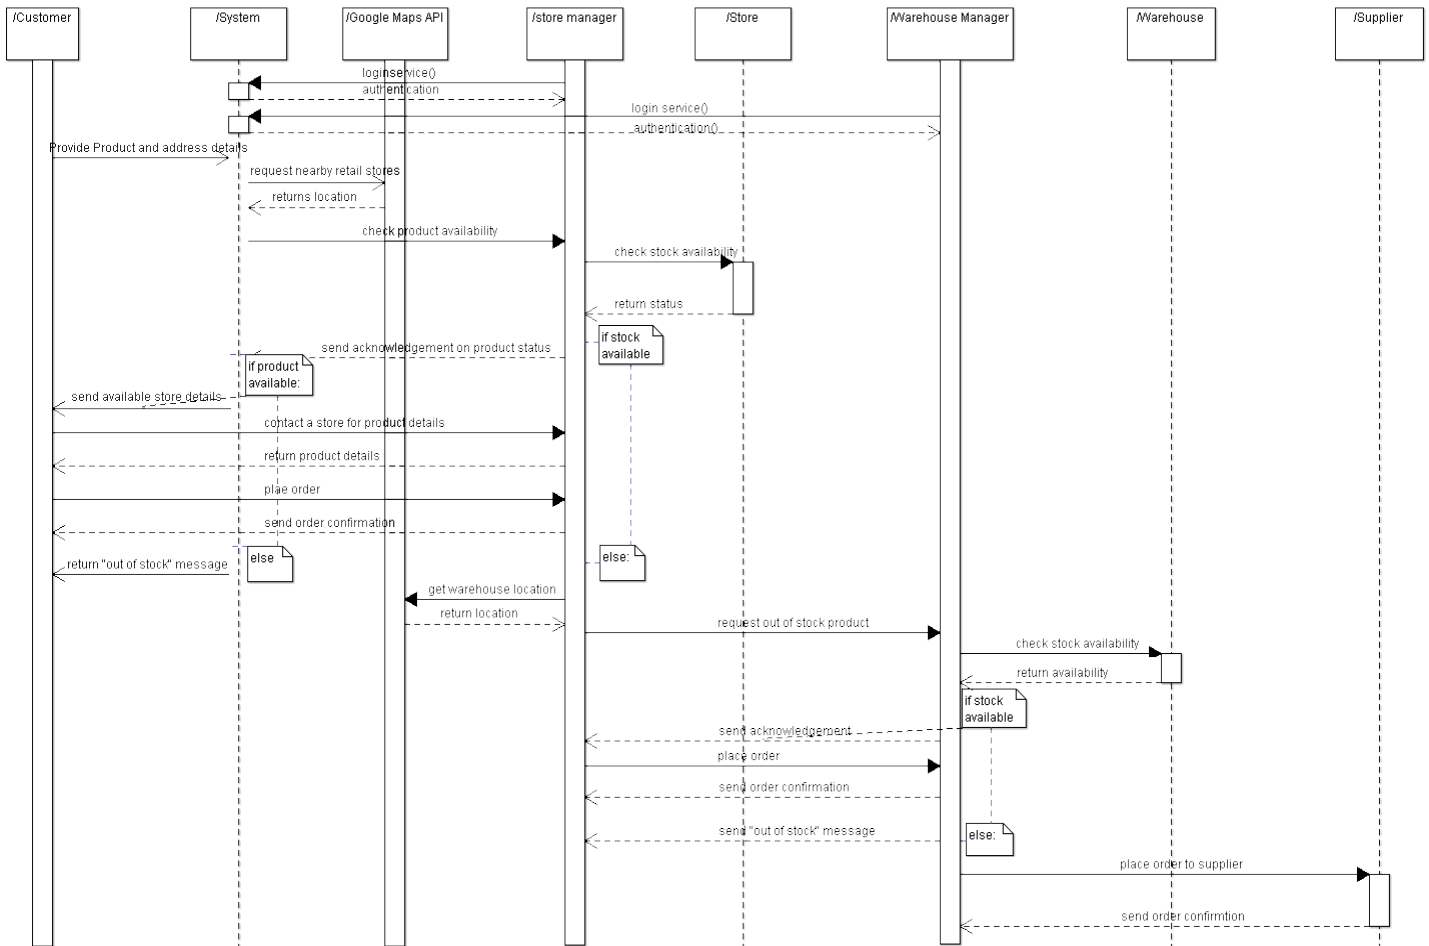 /Customer
/System
/Google Maps API
/store manager
/Store
/Warehouse Manager
/Warehouse
/Supplier
loginservice()
authentication
login service()
authentication()
Provide Product and address details
request nearby retail stores
returns location
check product availability
check stock availability
return status
if stock
available
send acknowledgement on product status
if product
available:
send available store details
contact a store for product details
return product details
plae order
send order confirmation
else
else:
return "out of stock" message
get warehouse location
return location
request out of stock product
check stock availability
return availability
if stock
available
send acknowledgement
place order
send order confirmation
send "out of stock" message
else:
place order to supplier
send order confirmtion